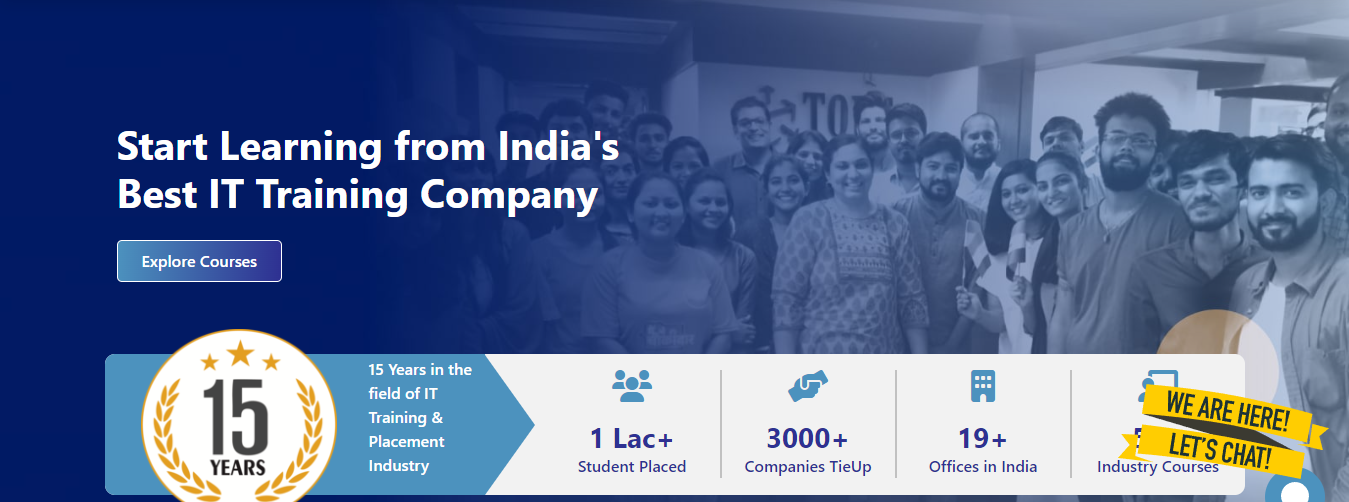 Start Learning from India's
Best IT Training Company
Explore Courses
15
YEARS
15 Years in the
field of IT
Training &
Placement
Industry
1 Lac+
Student Placed
3000+
Companies TieUp
19+
Offices in India
Industry Courses
WE ARE HERE!
LET'S CHAT!